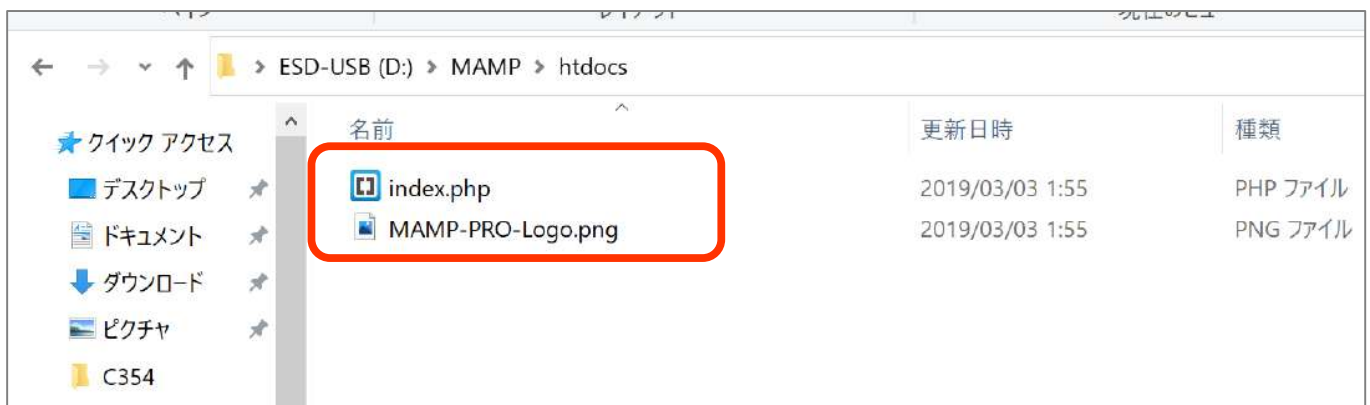 ESD-USB (D:) > MAMP > htdocs
名前 更新日時 種類
クイック アクセス
デスクトップ
ドキュメント
ダウンロード
ピクチャ
C354
index.php 2019/03/03 1:55 PHP ファイル
MAMP-PRO-Logo.png 2019/03/03 1:55 PNG ファイル